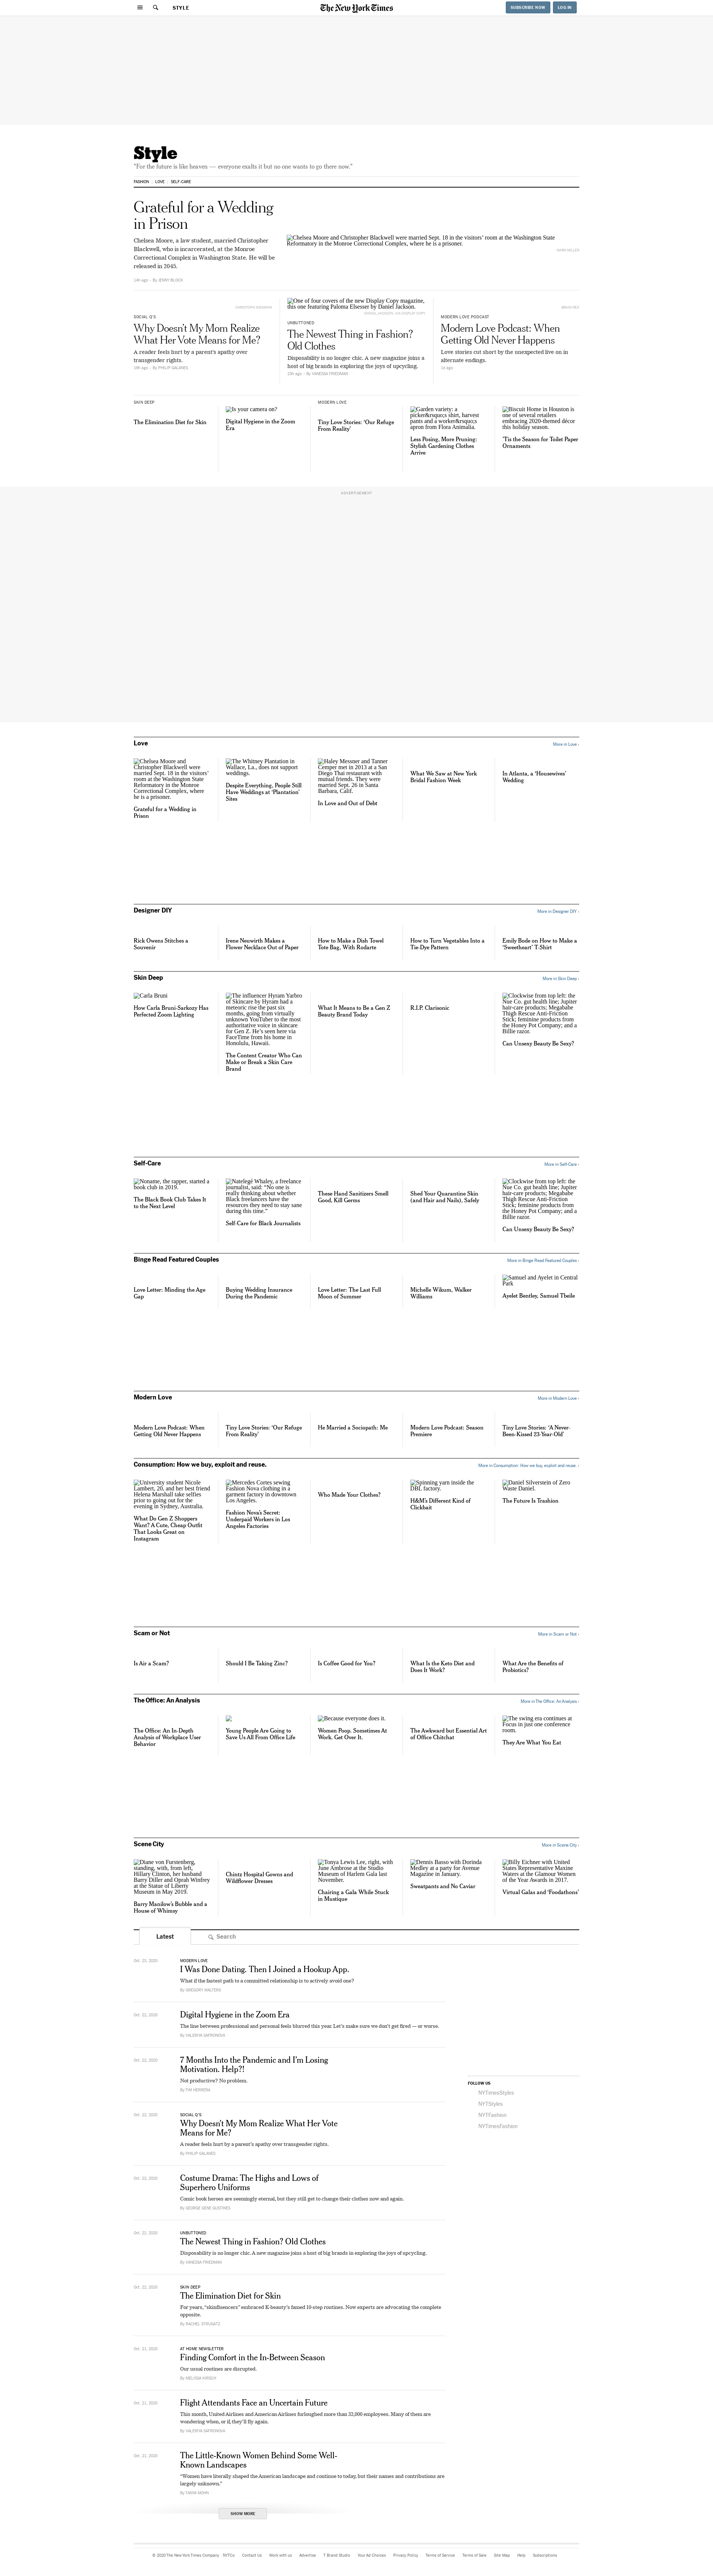 STYLE
The New York Times
SUBSCRIBE NOW
LOG IN
Style
"For the future is like heaven — everyone exalts it but no one wants to go there now."
FASHION
LOVE
SELF-CARE
Grateful for a Wedding
in Prison
Chelsea Moore, a law student, married Christopher
Blackwell, who is incarcerated, at the Monroe
Correctional Complex in Washington State. He will be
released in 2045.
14h ago · By JENNY BLOCK
Chelsea Moore and Christopher Blackwell were married Sept. 18 in the visitors' room at the Washington State
Reformatory in the Monroe Correctional Complex, where he is a prisoner.
SOCIAL Q'S
Why Doesn't My Mom Realize
What Her Vote Means for Me?
A reader feels hurt by a parent's apathy over
transgender rights.
19h ago · By PHILIP GALANES
One of four covers of the new Display Copy magazine,
this one featuring Paloma Elsesser by Daniel Jackson.
UNBUTTONED
The Newest Thing in Fashion?
Old Clothes
Disposability is no longer chic. A new magazine joins a
host of big brands in exploring the joys of upcycling.
23h ago · By VANESSA FRIEDMAN
MODERN LOVE PODCAST
Modern Love Podcast: When
Getting Old Never Happens
Love stories cut short by the unexpected live on in
alternate endings.
1d ago
SKIN DEEP
The Elimination Diet for Skin
Is your camera on?
Digital Hygiene in the Zoom
Era
MODERN LOVE
Tiny Love Stories: 'Our Refuge
From Reality'
Garden variety: a
picker&rsquo;s shirt, harvest
pants and a worker&rsquo;s
apron from Flora Animalia.
Less Posing, More Pruning:
Stylish Gardening Clothes
Arrive
Biscuit Home in Houston is
one of several retailers
embracing 2020-themed décor
this holiday season.
'Tis the Season for Toilet Paper
Ornaments
ADVERTISEMENT
Love
More in Love ›
Chelsea Moore and
Christopher Blackwell were
married Sept. 18 in the visitors'
room at the Washington State
Reformatory in the Monroe
Correctional Complex, where
he is a prisoner.
Grateful for a Wedding in
Prison
The Whitney Plantation in
Wallace, La., does not support
weddings.
Despite Everything, People Still
Have Weddings at 'Plantation'
Sites
Haley Messner and Tanner
Cemper met in 2013 at a San
Diego Thai restaurant with
mutual friends. They were
married Sept. 26 in Santa
Barbara, Calif.
In Love and Out of Debt
What We Saw at New York
Bridal Fashion Week
In Atlanta, a 'Housewives'
Wedding
Designer DIY
More in Designer DIY ›
Rick Owens Stitches a
Souvenir
Irene Neuwirth Makes a
Flower Necklace Out of Paper
How to Make a Dish Towel
Tote Bag, With Rodarte
How to Turn Vegetables Into a
Tie-Dye Pattern
Emily Bode on How to Make a
'Sweetheart' T-Shirt
Skin Deep
More in Skin Deep ›
Carla Bruni
How Carla Bruni-Sarkozy Has
Perfected Zoom Lighting
The influencer Hyram Yarbro
of Skincare by Hyram had a
meteoric rise the past six
months, going from virtually
unknown YouTuber to the most
authoritative voice in skincare
for Gen Z. He's seen here via
FaceTime from his home in
Honolulu, Hawaii.
The Content Creator Who Can
Make or Break a Skin Care
Brand
What It Means to Be a Gen Z
Beauty Brand Today
R.I.P. Clarisonic
Clockwise from top left: the
Nue Co. gut health line; Jupiter
hair-care products; Megababe
Thigh Rescue Anti-Friction
Stick; feminine products from
the Honey Pot Company; and a
Billie razor.
Can Unsexy Beauty Be Sexy?
Self-Care
More in Self-Care ›
Noname, the rapper, started a
book club in 2019.
The Black Book Club Takes It
to the Next Level
Natelegé Whaley, a freelance
journalist, said: "No one is
really thinking about whether
Black freelancers have the
resources they need to stay sane
during this time."
Self-Care for Black Journalists
These Hand Sanitizers Smell
Good, Kill Germs
Shed Your Quarantine Skin
(and Hair and Nails), Safely
Clockwise from top left: the
Nue Co. gut health line; Jupiter
hair-care products; Megababe
Thigh Rescue Anti-Friction
Stick; feminine products from
the Honey Pot Company; and a
Billie razor.
Can Unsexy Beauty Be Sexy?
Binge Read Featured Couples
More in Binge Read Featured Couples ›
Love Letter: Minding the Age
Gap
Buying Wedding Insurance
During the Pandemic
Love Letter: The Last Full
Moon of Summer
Michelle Wikum, Walker
Williams
Samuel and Ayelet in Central
Park
Ayelet Bentley, Samuel Tbeile
Modern Love
More in Modern Love ›
Modern Love Podcast: When
Getting Old Never Happens
Tiny Love Stories: 'Our Refuge
From Reality'
He Married a Sociopath: Me
Modern Love Podcast: Season
Premiere
Tiny Love Stories: 'A Never-
Been-Kissed 23-Year-Old'
Consumption: How we buy, exploit and reuse.
More in Consumption: How we buy, exploit and reuse. ›
University student Nicole
Lambert, 20, and her best friend
Helena Marshall take selfies
prior to going out for the
evening in Sydney, Australia.
What Do Gen Z Shoppers
Want? A Cute, Cheap Outfit
That Looks Great on
Instagram
Mercedes Cortes sewing
Fashion Nova clothing in a
garment factory in downtown
Los Angeles.
Fashion Nova's Secret:
Underpaid Workers in Los
Angeles Factories
Who Made Your Clothes?
Spinning yarn inside the
DBL factory.
H&M's Different Kind of
Clickbait
Daniel Silverstein of Zero
Waste Daniel.
The Future Is Trashion
Scam or Not
More in Scam or Not ›
Is Air a Scam?
Should I Be Taking Zinc?
Is Coffee Good for You?
What Is the Keto Diet and
Does It Work?
What Are the Benefits of
Probiotics?
The Office: An Analysis
More in The Office: An Analysis ›
The Office: An In-Depth
Analysis of Workplace User
Behavior
Young People Are Going to
Save Us All From Office Life
Because everyone does it.
Women Poop. Sometimes At
Work. Get Over It.
The Awkward but Essential Art
of Office Chitchat
The swing era continues at
Focus in just one conference
room.
They Are What You Eat
Scene City
More in Scene City ›
Diane von Furstenberg,
standing, with, from left,
Hillary Clinton, her husband
Barry Diller and Oprah Winfrey
at the Statue of Liberty
Museum in May 2019.
Barry Manilow's Bubble and a
House of Whimsy
Chintz Hospital Gowns and
Wildflower Dresses
Tonya Lewis Lee, right, with
June Ambrose at the Studio
Museum of Harlem Gala last
November.
Chairing a Gala While Stuck
in Mustique
Dennis Basso with Dorinda
Medley at a party for Avenue
Magazine in January.
Sweatpants and No Caviar
Billy Eichner with United
States Representative Maxine
Waters at the Glamour Women
of the Year Awards in 2017.
Virtual Galas and 'Foodathons'
Latest
Search
Oct. 23, 2020
MODERN LOVE
I Was Done Dating. Then I Joined a Hookup App.
What if the fastest path to a committed relationship is to actively avoid one?
By GREGORY WALTERS
Oct. 22, 2020
Digital Hygiene in the Zoom Era
The line between professional and personal feels blurred this year. Let's make sure we don't get fired — or worse.
By VALERIYA SAFRONOVA
Oct. 22, 2020
7 Months Into the Pandemic and I'm Losing
Motivation. Help?!
Not productive? No problem.
By TIM HERRERA
Oct. 22, 2020
SOCIAL Q'S
Why Doesn't My Mom Realize What Her Vote
Means for Me?
A reader feels hurt by a parent's apathy over transgender rights.
By PHILIP GALANES
Oct. 22, 2020
Costume Drama: The Highs and Lows of
Superhero Uniforms
Comic book heroes are seemingly eternal, but they still get to change their clothes now and again.
By GEORGE GENE GUSTINES
Oct. 22, 2020
UNBUTTONED
The Newest Thing in Fashion? Old Clothes
Disposability is no longer chic. A new magazine joins a host of big brands in exploring the joys of upcycling.
By VANESSA FRIEDMAN
Oct. 22, 2020
SKIN DEEP
The Elimination Diet for Skin
For years, "skinfluencers" embraced K-beauty's famed 10-step routines. Now experts are advocating the complete
opposite.
By RACHEL STRUGATZ
Oct. 21, 2020
AT HOME NEWSLETTER
Finding Comfort in the In-Between Season
Our usual routines are disrupted.
By MELISSA KIRSCH
Oct. 21, 2020
Flight Attendants Face an Uncertain Future
This month, United Airlines and American Airlines furloughed more than 32,000 employees. Many of them are
wondering when, or if, they'll fly again.
By VALERIYA SAFRONOVA
Oct. 21, 2020
The Little-Known Women Behind Some Well-
Known Landscapes
"Women have literally shaped the American landscape and continue to today, but their names and contributions are
largely unknown."
By TANYA SICHYNSKY
SHOW MORE
FOLLOW US
NYTimesStyles
NYTStyles
NYTFashion
NYTimesFashion
© 2020 The New York Times Company
NYTCo
Contact Us
Work with us
Advertise
T Brand Studio
Your Ad Choices
Privacy Policy
Terms of Service
Terms of Sale
Site Map
Help
Subscriptions